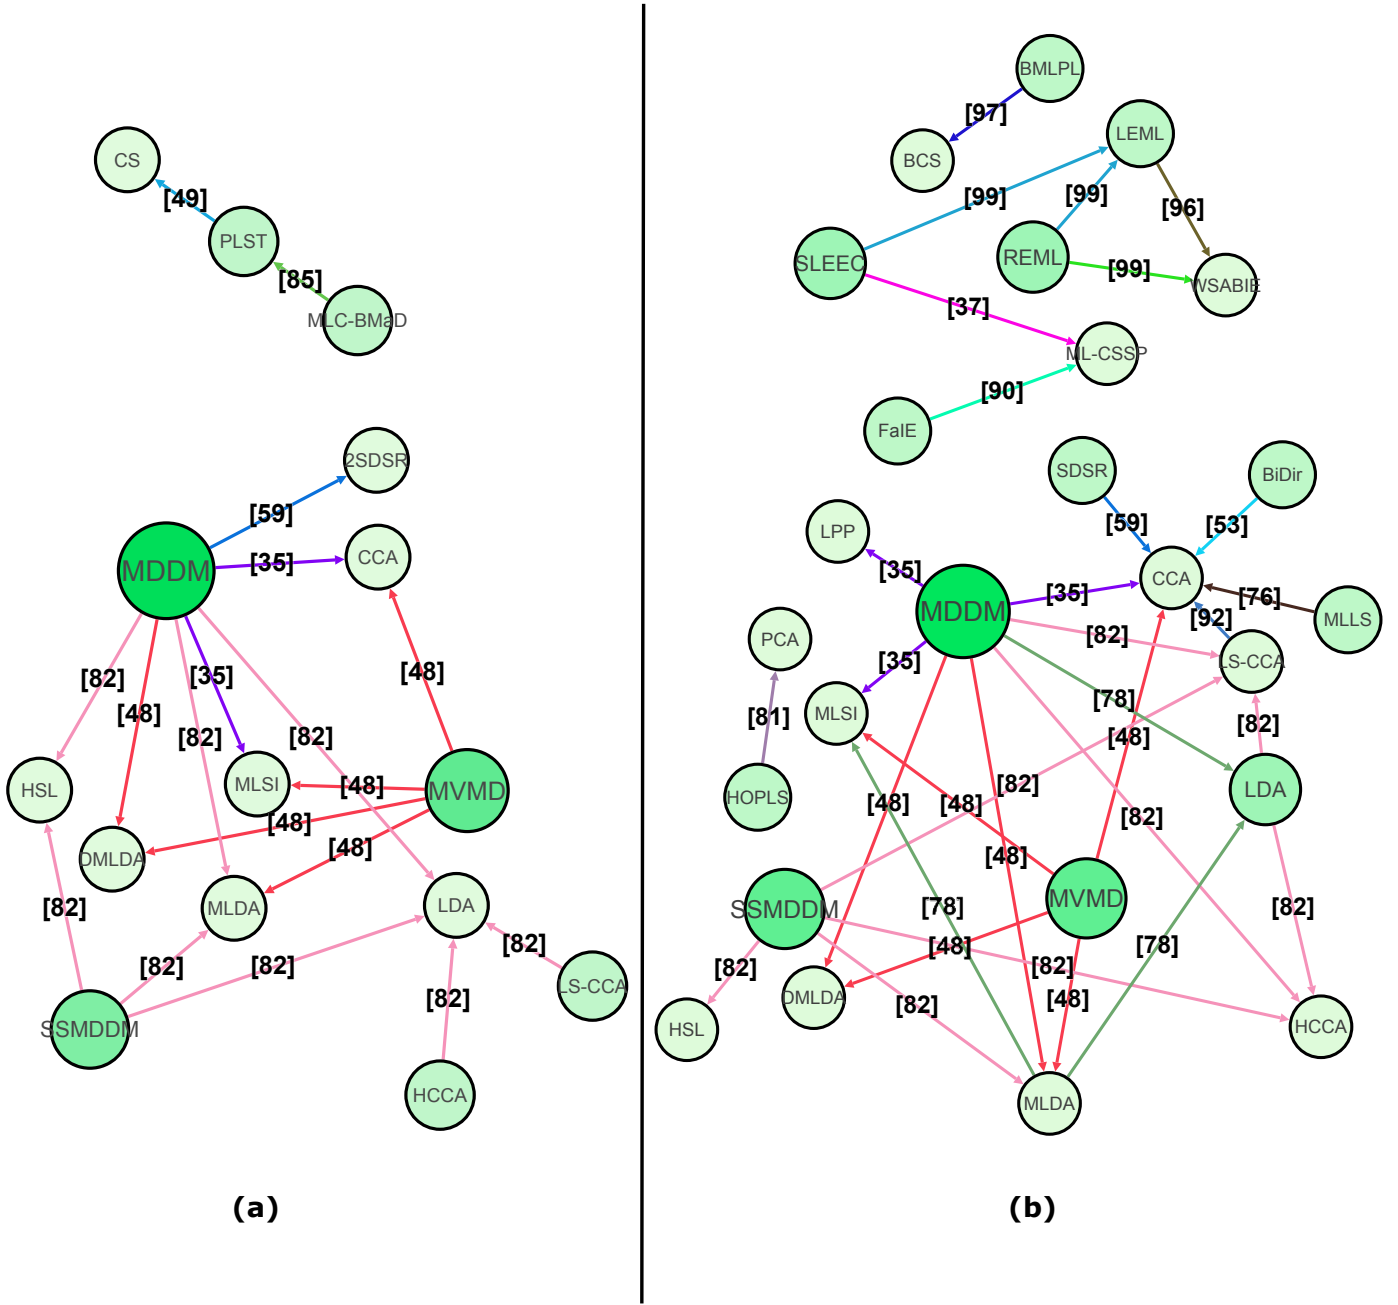 CS
[49]
PLST
[85]
MLC-BMaD
2SDSR
[59]
MDDM
[35]
CCA
[82]
[48]
[35]
[82]
[82]
[48]
HSL
MLSI
[48]
MVMD
[48]
[48]
DMLDA
MLDA
LDA
[82]
[82]
[82]
[82]
[82]
LS-CCA
SSMDDM
HCCA
(a)
BMLPL
[97]
BCS
LEML
[99]
[99]
[96]
SLEEC
REML
[99]
WSABIE
[37]
ML-CSSP
[90]
FaIE
SDSR
BiDir
LPP
[59]
[53]
[35]
CCA
MDDM
[35]
[76]
[92]
MLLS
PCA
[82]
LS-CCA
[35]
[81]
MLSI
[78]
[48]
[82]
HOPLS
[48]
[48]
[82]
LDA
[82]
[48]
SSMDDM
[78]
MVMD
[82]
[48]
[78]
[82]
[82]
DMLDA
[82]
[48]
HSL
HCCA
MLDA
(b)